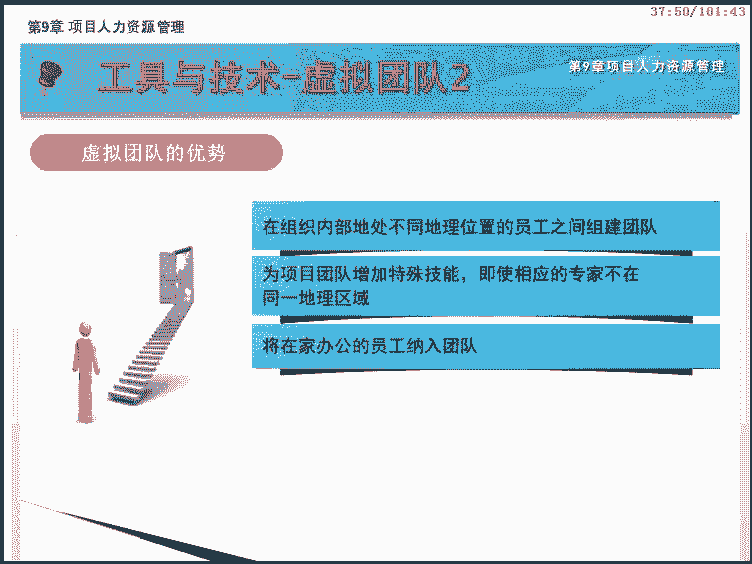 37:50/101:43
第9章 项目人力资源管理
工具与技术-虚拟团队2
第9章项目人力资源管理
虚拟团队的优势
在组织内部地处不同地理位置的员工之间组建团队
为项目团队增加特殊技能，即使相应的专家不在
同一地理区域
将在家办公的员工纳入团队